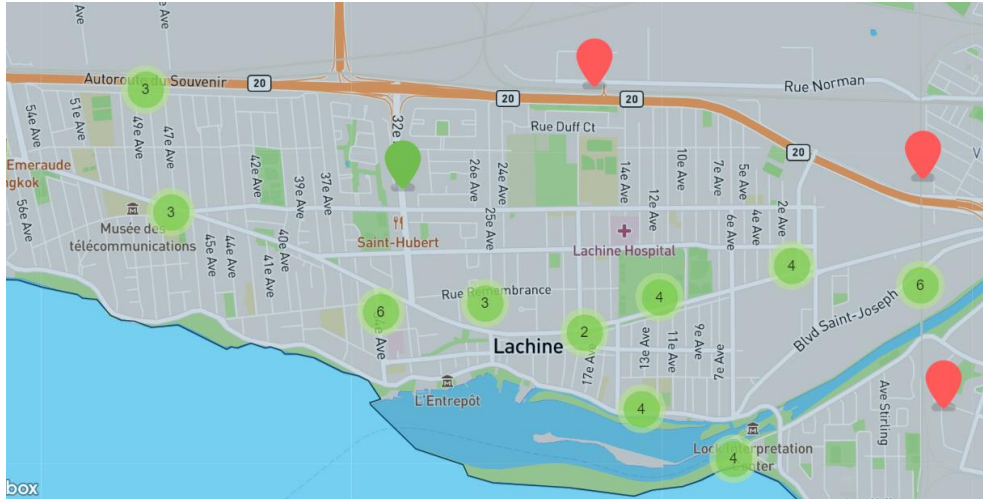 Autoroute du Souvenir
3
20
20
20
20
Rue Norman
Rue Duff Ct
54e Ave
51e Ave
49e Ave
47e Ave
42e Ave
39e Ave
37e Ave
26e Ave
24e Ave
25e Ave
14e Ave
12e Ave
10e Ave
7e Ave
5e Ave
6e Ave
4e Ave
2e Ave
Emeraude
56e Ave
3
Musée des
télécommunications
45e Ave
44e Ave
41e Ave
40e Ave
Saint-Hubert
Lachine Hospital
4
Rue Remembrance
3
4
6
6
2
Blvd Saint-Joseph
Lachine
17e Ave
13e Ave
11e Ave
9e Ave
7e Ave
Ave Stirling
L'Entrepôt
4
Lock Interpretation
Center
4
box